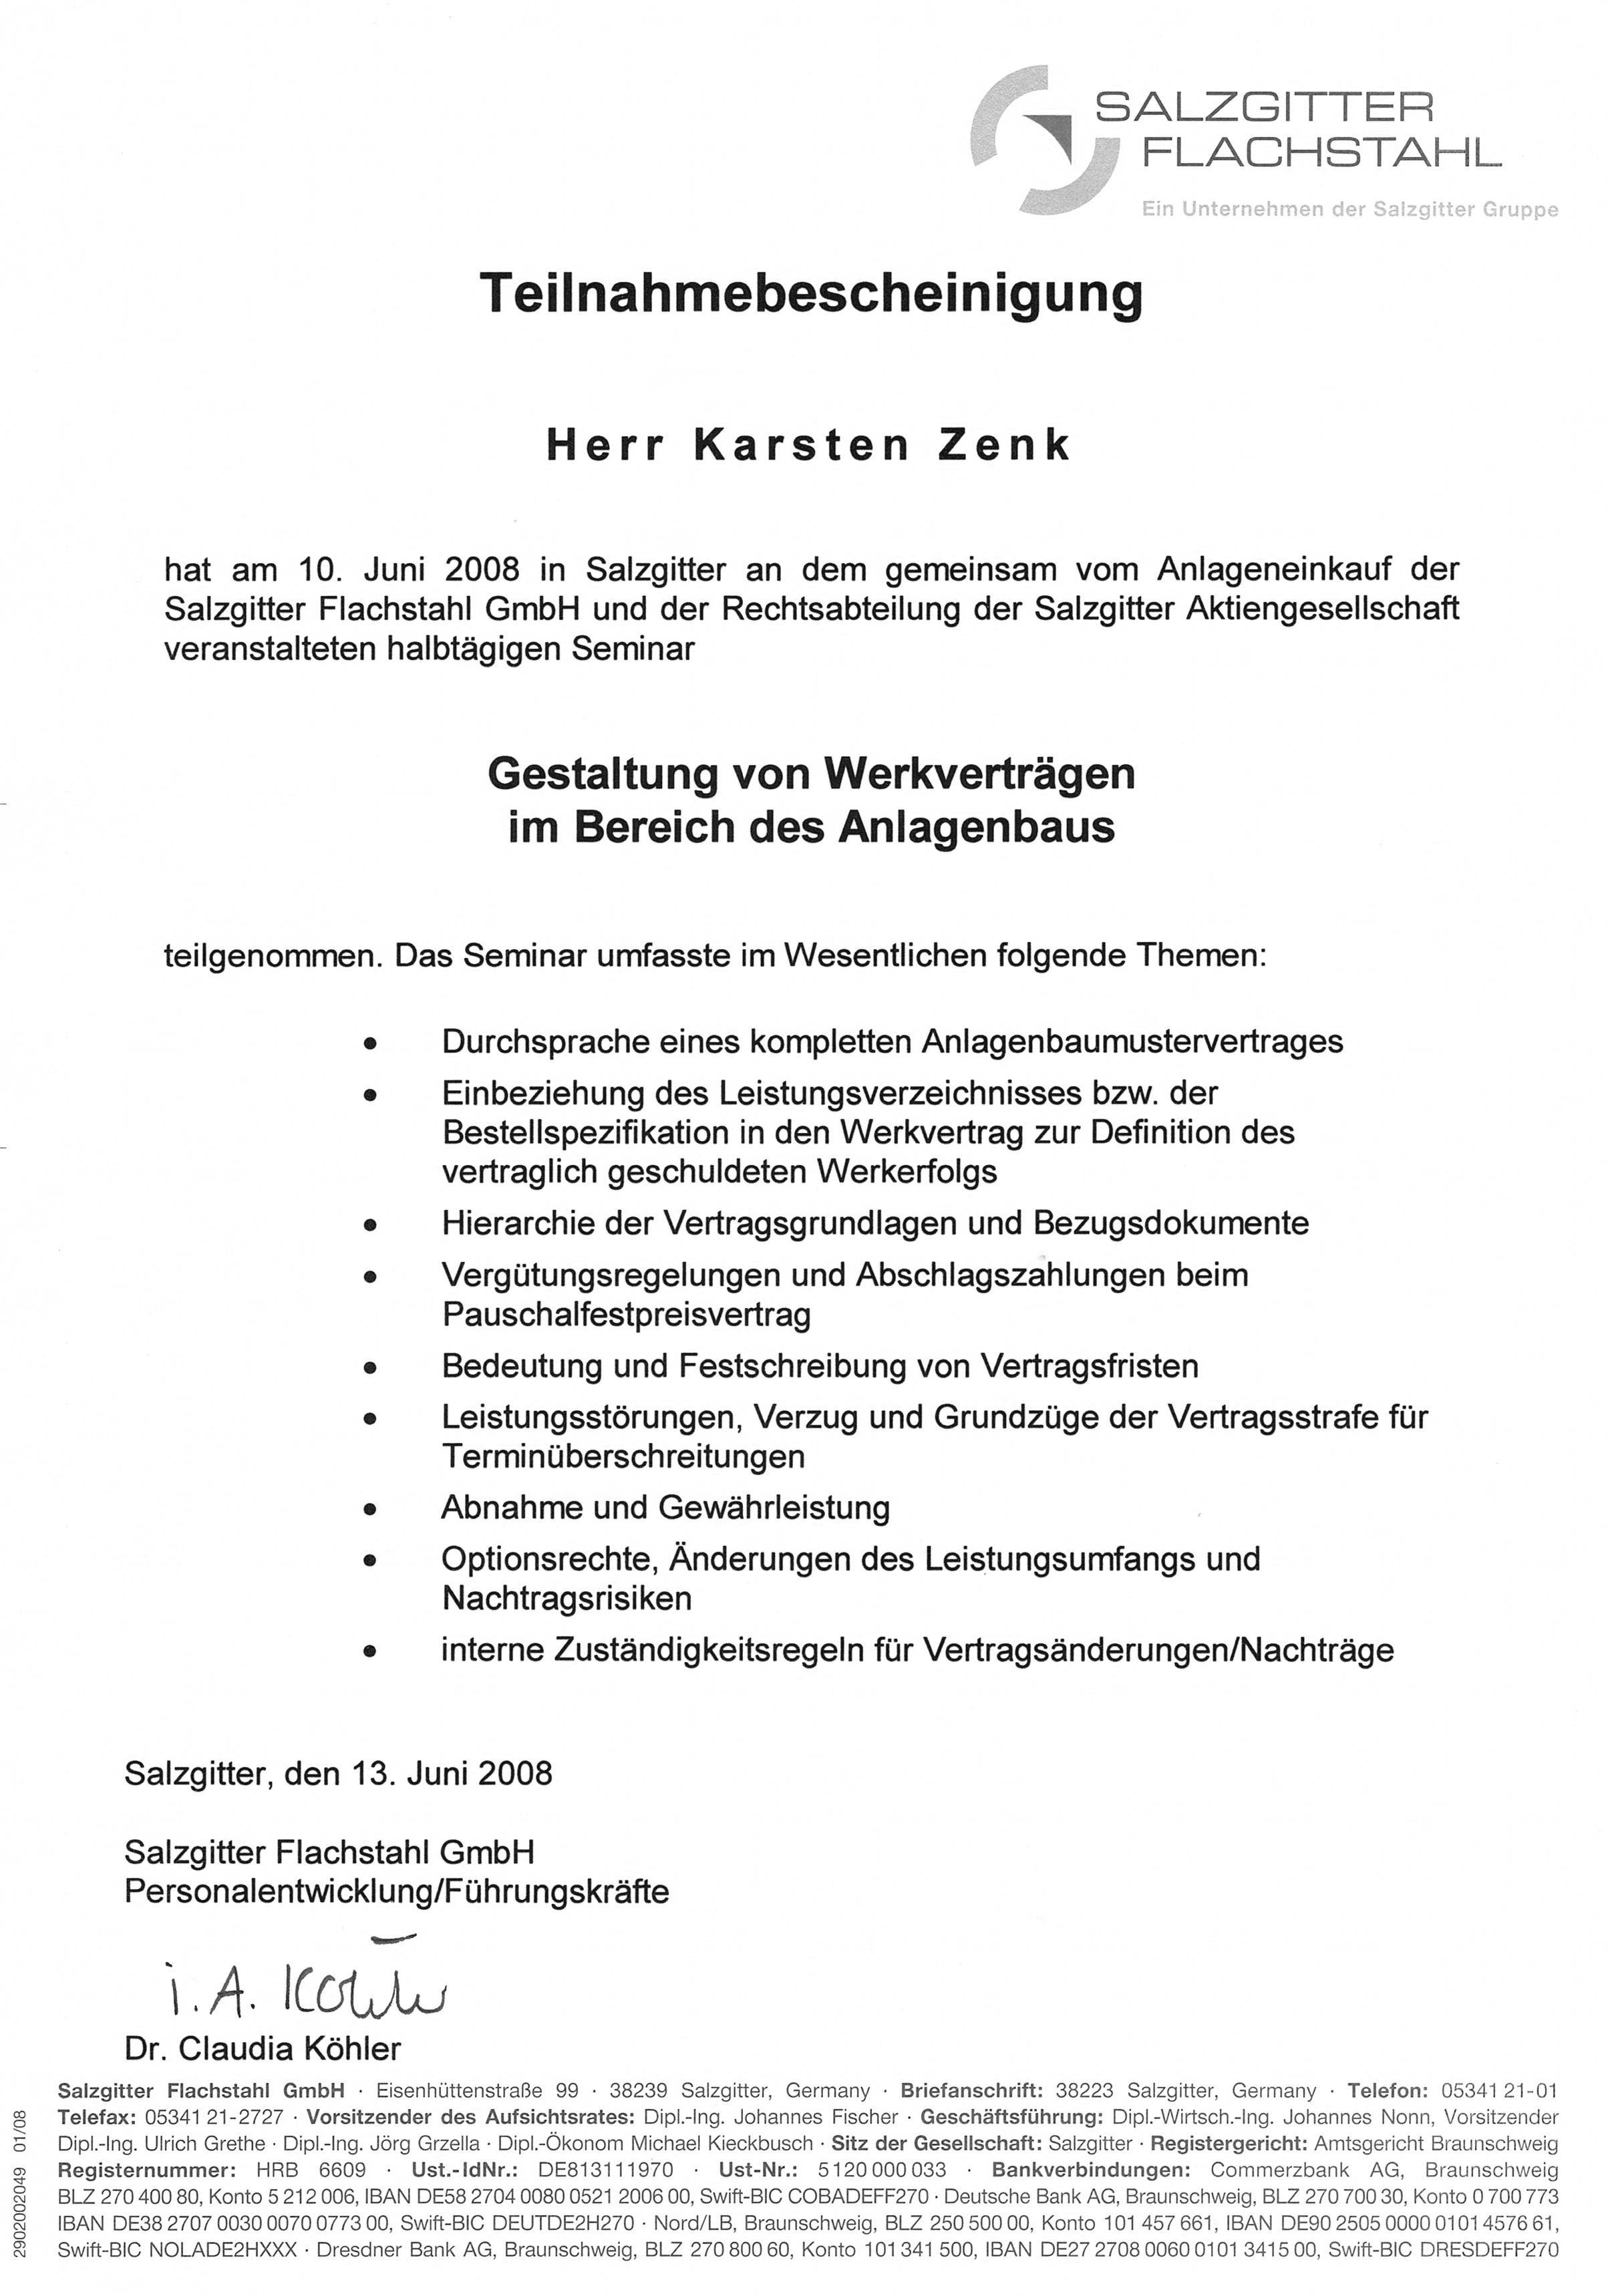 SALZGITTER
FLACHSTAHL
Ein Unternehmen der Salzgitter Gruppe
Teilnahmebescheinigung
Herr Karsten Zenk
hat am 10. Juni 2008 in Salzgitter an dem gemeinsam vom Anlageneinkauf der
Salzgitter Flachstahl GmbH und der Rechtsabteilung der Salzgitter Aktiengesellschaft
veranstalteten halbtägigen Seminar
Gestaltung von Werkverträgen
im Bereich des Anlagenbaus
teilgenommen. Das Seminar umfasste im Wesentlichen folgende Themen:
• Durchsprache eines kompletten Anlagenbaumustervertrages
• Einbeziehung des Leistungsverzeichnisses bzw. der
Bestellspezifikation in den Werkvertrag zur Definition des
vertraglich geschuldeten Werkerfolgs
• Hierarchie der Vertragsgrundlagen und Bezugsdokumente
• Vergütungsregelungen und Abschlagszahlungen beim
Pauschalfestpreisvertrag
• Bedeutung und Festschreibung von Vertragsfristen
• Leistungsstörungen, Verzug und Grundzüge der Vertragsstrafe für
Terminüberschreitungen
• Abnahme und Gewährleistung
• Optionsrechte, Änderungen des Leistungsumfangs und
Nachtragsrisiken
• interne Zuständigkeitsregeln für Vertragsänderungen/Nachträge
Salzgitter, den 13. Juni 2008
Salzgitter Flachstahl GmbH
Personalentwicklung/Führungskräfte
i. A. Köhler
Dr. Claudia Köhler
Salzgitter Flachstahl GmbH · Eisenhüttenstraße 99 · 38239 Salzgitter, Germany · Briefanschrift: 38223 Salzgitter, Germany · Telefon: 05341 21-01
Telefax: 05341 21-2727 · Vorsitzender des Aufsichtsrates: Dipl.-Ing. Johannes Fischer · Geschäftsführung: Dipl.-Wirtsch.-Ing. Johannes Nonn, Vorsitzender
Dipl.-Ing. Ulrich Grethe · Dipl.-Ing. Jörg Grzella · Dipl.-Ökonom Michael Kieckbusch · Sitz der Gesellschaft: Salzgitter · Registergericht: Amtsgericht Braunschweig
Registernummer: HRB 6609 · Ust.-IdNr.: DE813111970 · Ust-Nr.: 5120 000 033 · Bankverbindungen: Commerzbank AG, Braunschweig
BLZ 270 400 80, Konto 5 212 006, IBAN DE58 2704 0080 0521 2006 00, Swift-BIC COBADEFF270 · Deutsche Bank AG, Braunschweig, BLZ 270 700 30, Konto 0 700 773
IBAN DE38 2707 0030 0070 0773 00, Swift-BIC DEUTDE2H270 · Nord/LB, Braunschweig, BLZ 250 500 00, Konto 101 457 661, IBAN DE90 2505 0000 0101 4576 61,
Swift-BIC NOLADE2HXXX · Dresdner Bank AG, Braunschweig, BLZ 270 800 60, Konto 101 341 500, IBAN DE27 2708 0060 0101 3415 00, Swift-BIC DRESDEFF270
2902002049 01/08